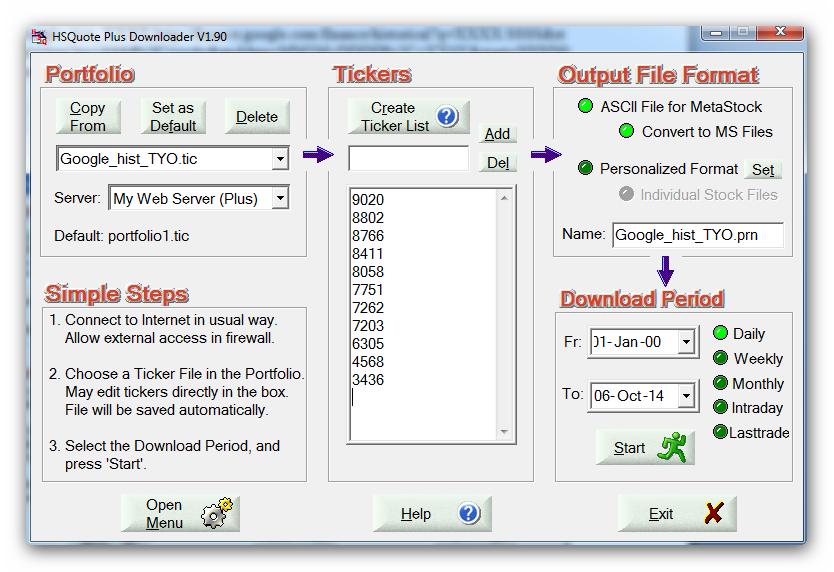 HSQuote Plus Downloader V1.90
Portfolio
Copy
From
Set as
Default
Delete
Google_hist_TYO.tic
Server:
My Web Server (Plus)
Default: portfolio1.tic
Simple Steps
1. Connect to Internet in usual way.
Allow external access in firewall.
2. Choose a Ticker File in the Portfolio.
May edit tickers directly in the box.
File will be saved automatically.
3. Select the Download Period, and
press 'Start'.
Open
Menu
Tickers
Create
Ticker List
Add
Del
9020
8802
8766
8411
8058
7751
7262
7203
6305
4568
3436
Help
Output File Format
ASCII File for MetaStock
Convert to MS Files
Personalized Format
Set
Individual Stock Files
Name:
Google_hist_TYO.prn
Download Period
Fr:
01-Jan-00
To:
06-Oct-14
Daily
Weekly
Monthly
Intraday
Lasttrade
Start
Exit